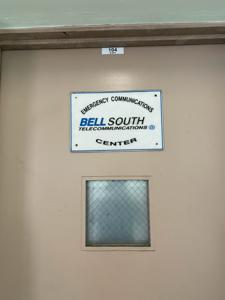 104
EMERGENCY COMMUNICATIONS
BELLSOUTH
TELECOMMUNICATIONS
CENTER